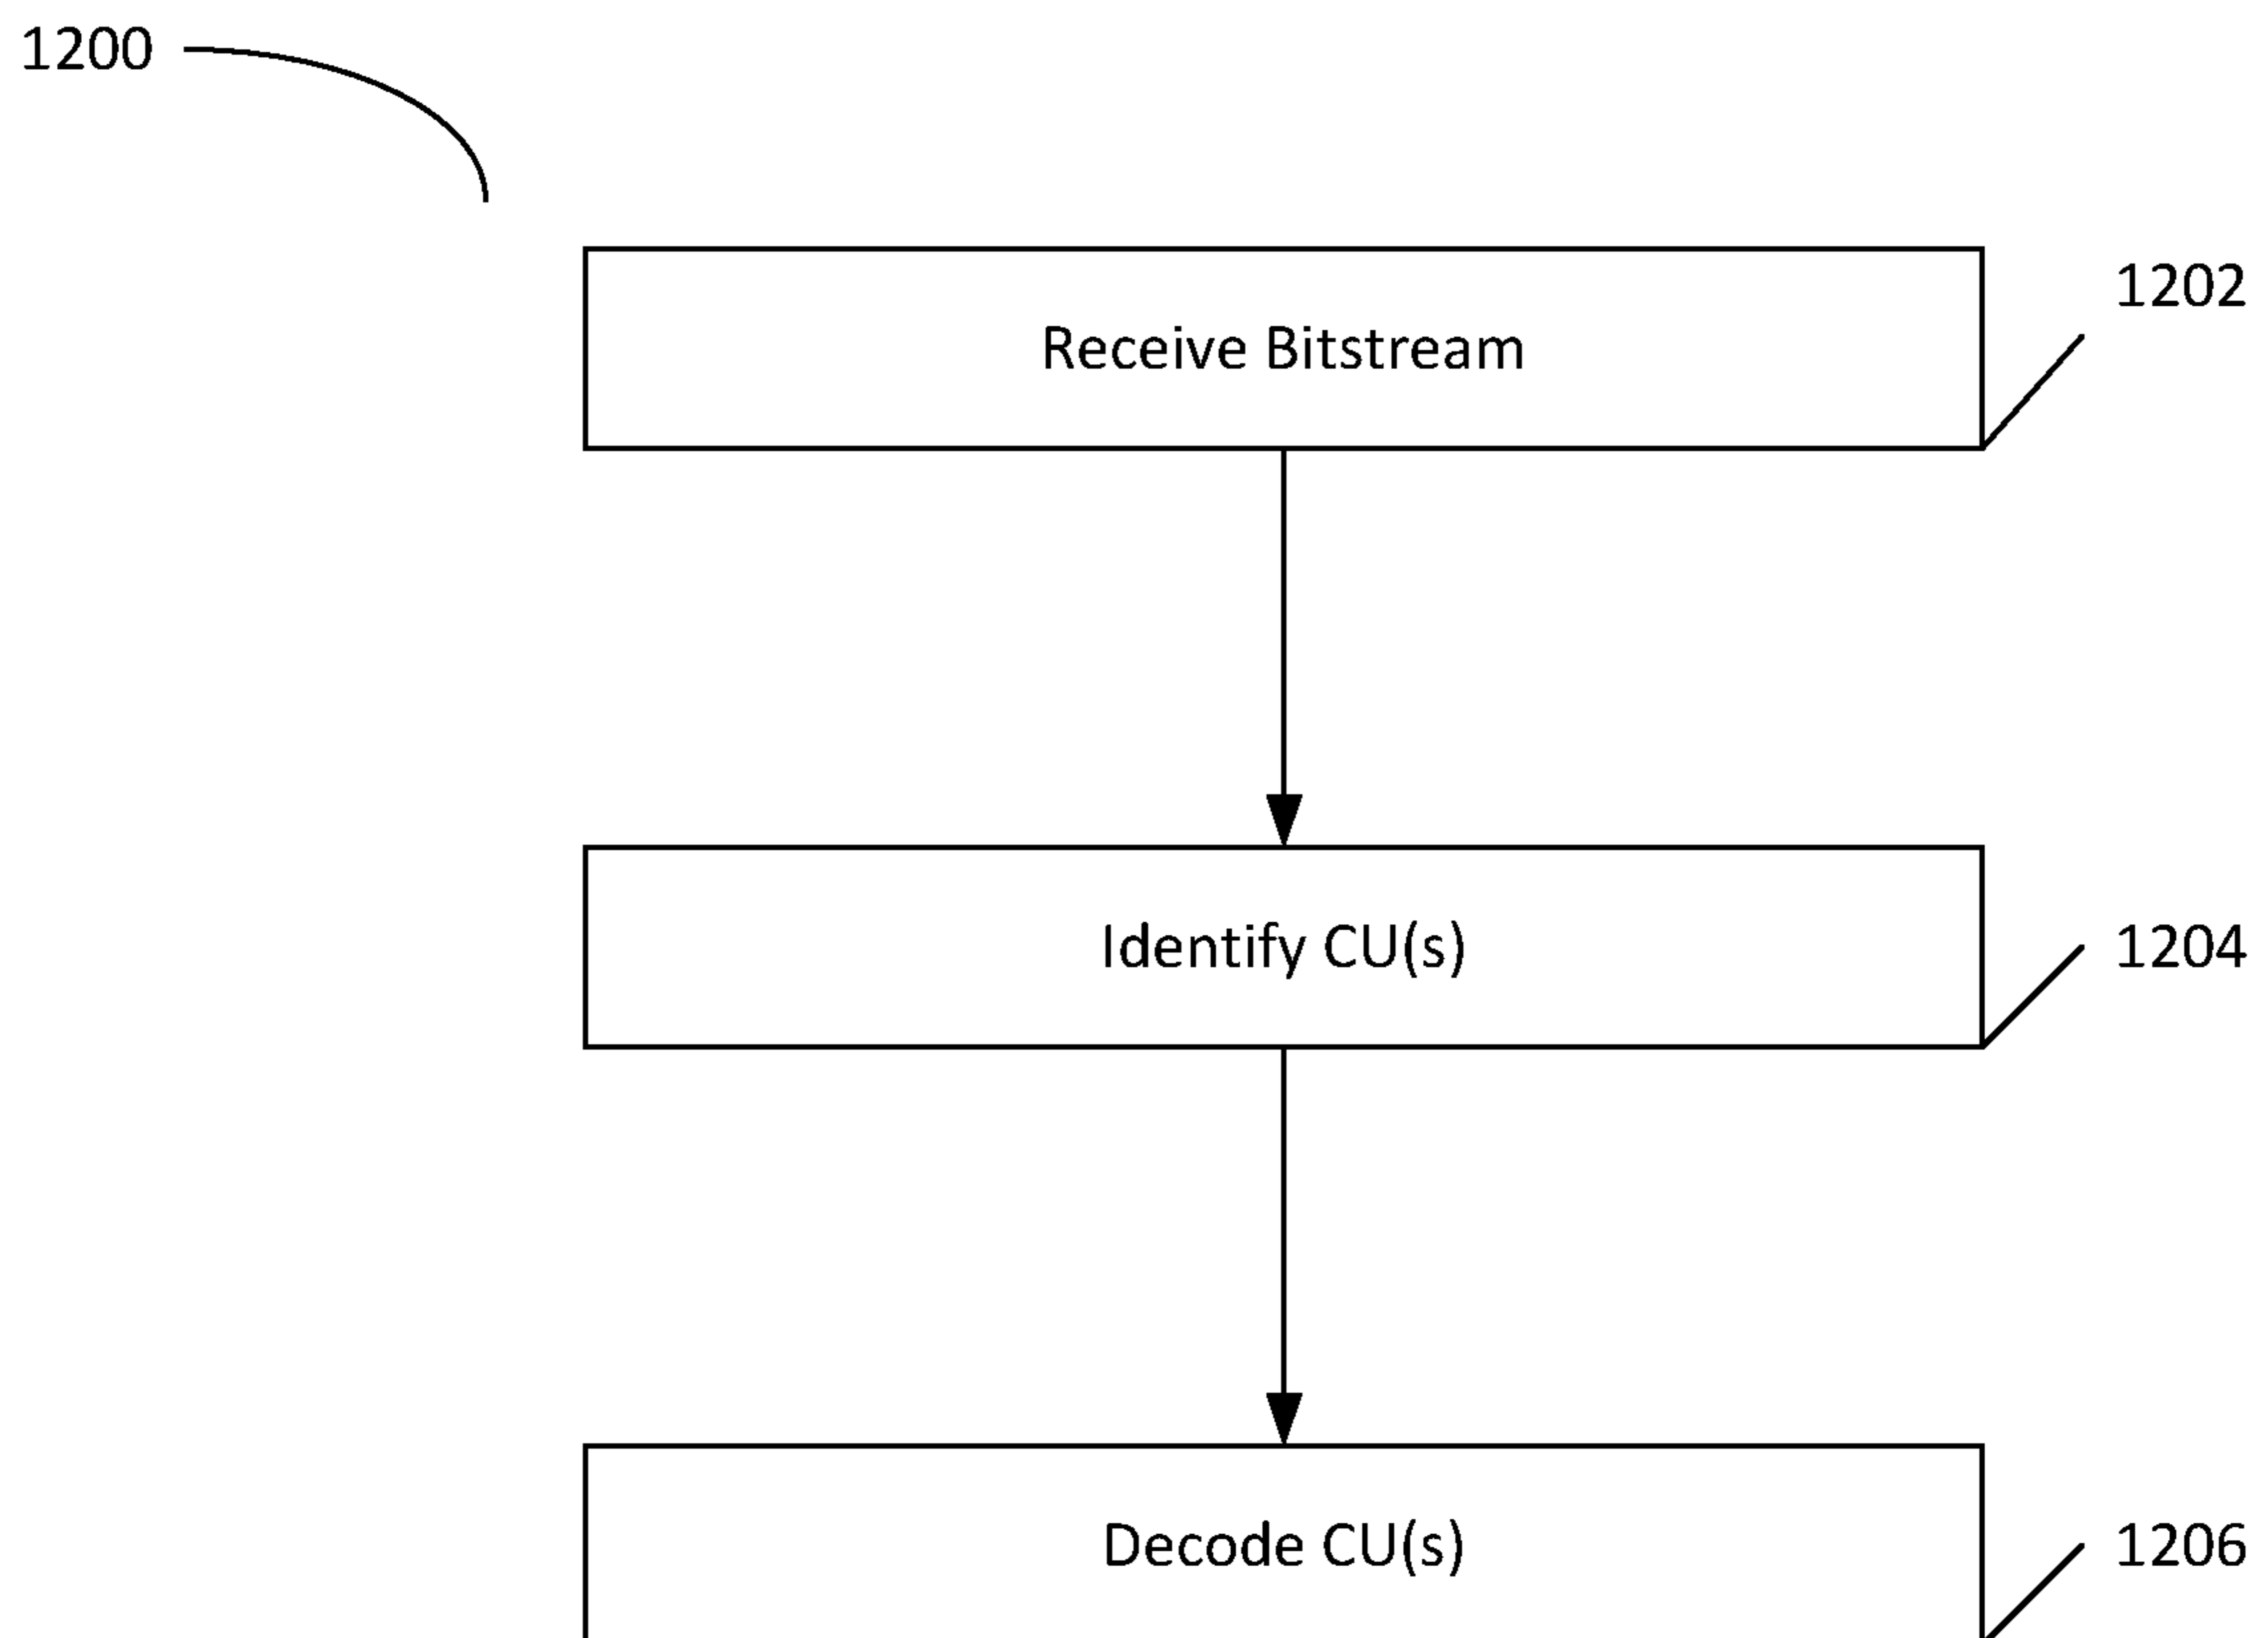 1200
1202
Receive Bitstream
Identify CU(s)
1204
Decode CU(s)
1206